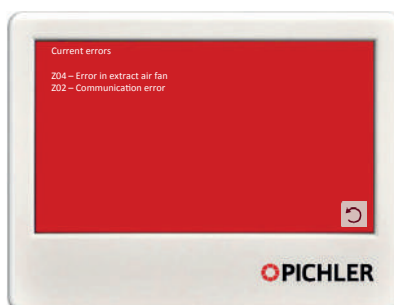 Current errors
Z04 – Error in extract air fan
Z02 – Communication error
PICHLER